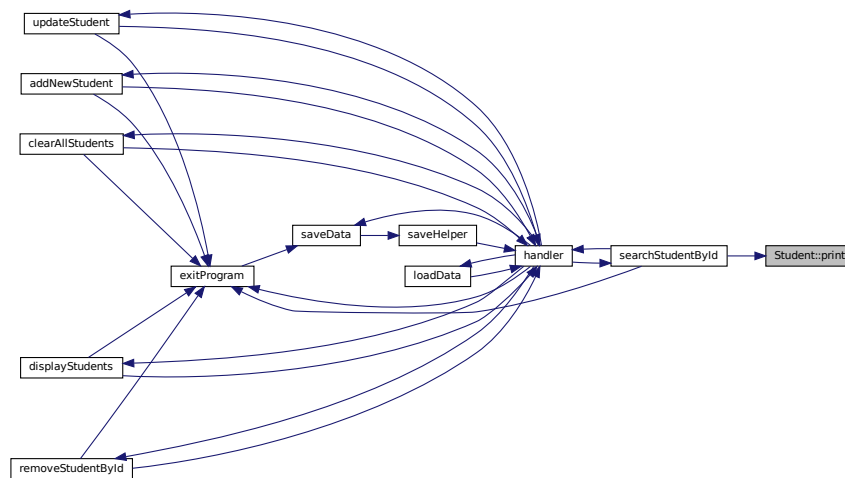 updateStudent
addNewStudent
clearAllStudents
saveData
saveHelper
handler
searchStudentById
Student::print
exitProgram
loadData
displayStudents
removeStudentById